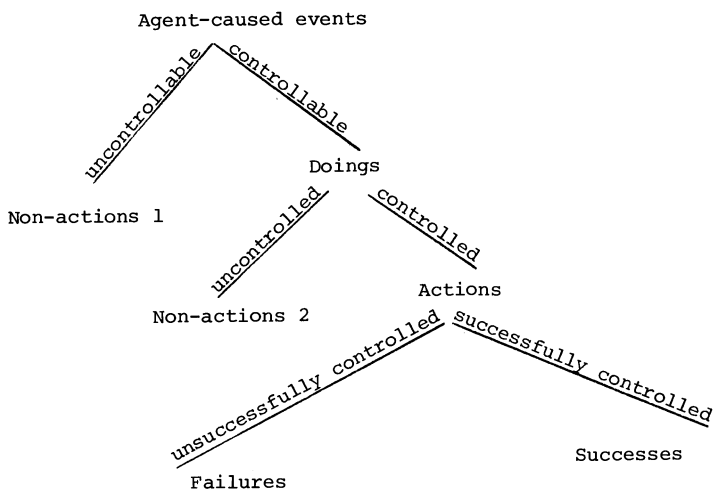 Agent-caused events
uncontrollable
controllable
Doings
Non-actions 1
uncontrolled
controlled
Actions
Non-actions 2
unsuccessfully controlled
successfully controlled
Successes
Failures